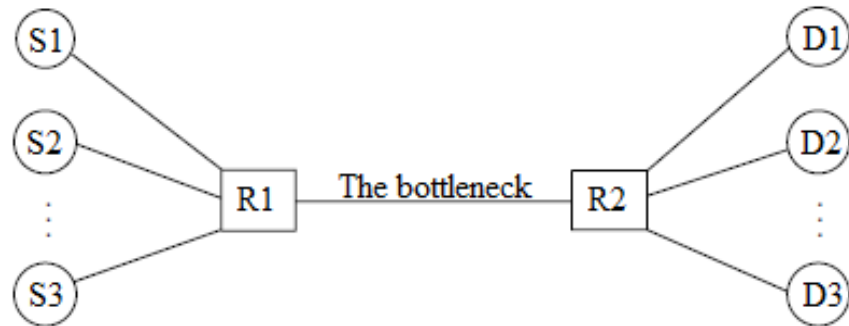 S1
D1
S2
D2
R1
The bottleneck
R2
S3
D3